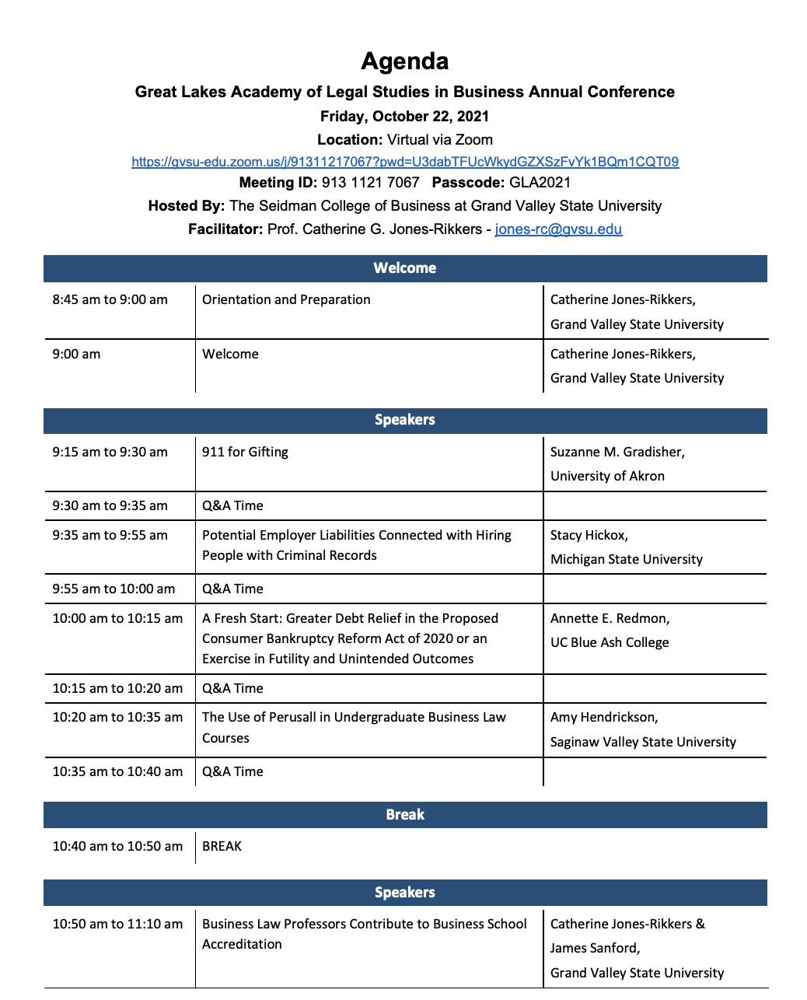 Agenda
Great Lakes Academy of Legal Studies in Business Annual Conference
Friday, October 22, 2021
Location: Virtual via Zoom
https://gvsu-edu.zoom.us/j/91311217067?pwd=U3dabTFUcWkydGZXSzFvYk1BQm1CQT09
Meeting ID: 913 1121 7067 Passcode: GLA2021
Hosted By: The Seidman College of Business at Grand Valley State University
Facilitator: Prof. Catherine G. Jones-Rikkers - jones-rc@gvsu.edu
Welcome
8:45 am to 9:00 am Orientation and Preparation Catherine Jones-Rikkers,
Grand Valley State University
9:00 am Welcome Catherine Jones-Rikkers,
Grand Valley State University
Speakers
9:15 am to 9:30 am 911 for Gifting Suzanne M. Gradisher,
University of Akron
9:30 am to 9:35 am Q&A Time
9:35 am to 9:55 am Potential Employer Liabilities Connected with Hiring Stacy Hickox,
People with Criminal Records Michigan State University
9:55 am to 10:00 am Q&A Time
10:00 am to 10:15 am A Fresh Start: Greater Debt Relief in the Proposed Annette E. Redmon,
Consumer Bankruptcy Reform Act of 2020 or an UC Blue Ash College
Exercise in Futility and Unintended Outcomes
10:15 am to 10:20 am Q&A Time
10:20 am to 10:35 am The Use of Perusall in Undergraduate Business Law Amy Hendrickson,
Courses Saginaw Valley State University
10:35 am to 10:40 am Q&A Time
Break
10:40 am to 10:50 am BREAK
Speakers
10:50 am to 11:10 am Business Law Professors Contribute to Business School Catherine Jones-Rikkers &
Accreditation James Sanford,
Grand Valley State University